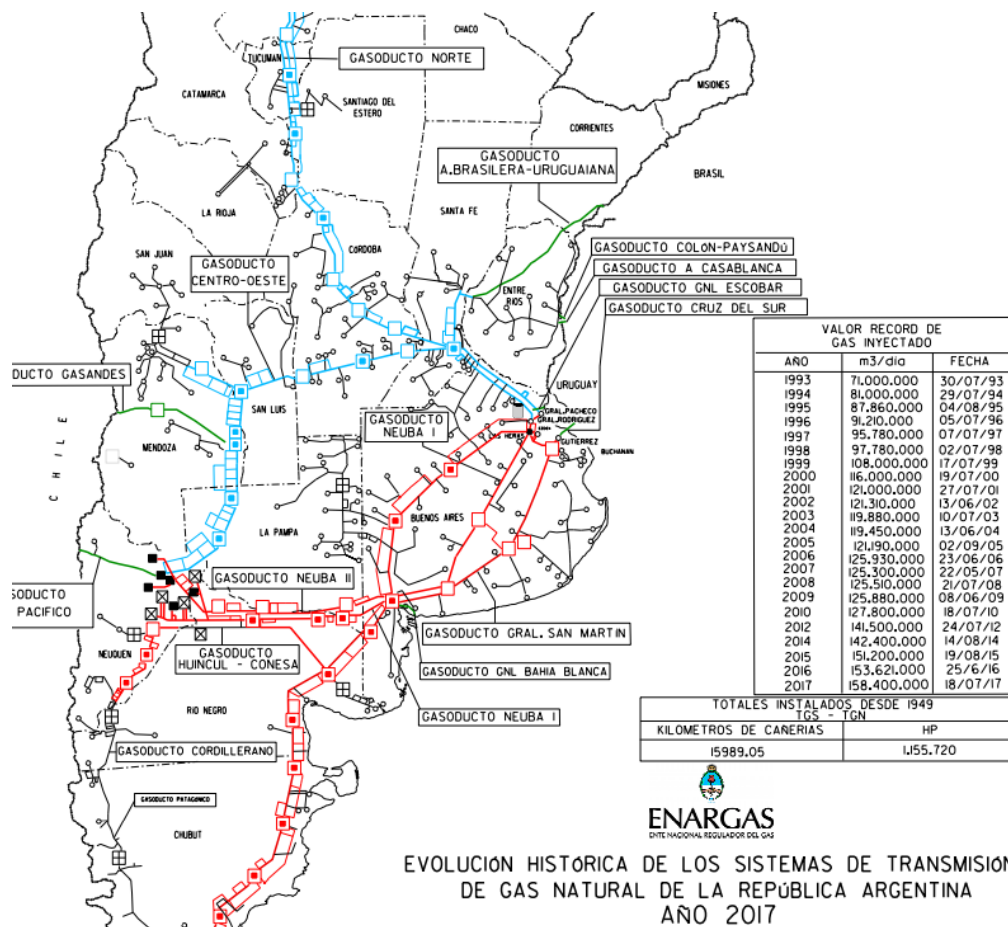 CHACO
TUCUMAN
GASODUCTO NORTE
MISIONES
CATAMARCA
SANTIAGO DEL
ESTERO
CORRIENTES
GASODUCTO
A.BRASILERA-URUGUAIANA
BRASIL
LA RIOJA
SANTA FE
SAN JUAN
CóRDOBA
GASODUCTO
CENTRO-OESTE
ENTRE
RIOS
GASODUCTO COLóN-PAYSANDú
GASODUCTO A CASABLANCA
GASODUCTO GNL ESCOBAR
GASODUCTO CRUZ DEL SUR
VALOR RECORD DE
GAS INYECTADO
AÑO m3/día FECHA
1993 71.000.000 30/07/93
1994 81.000.000 29/07/94
1995 87.860.000 04/08/95
1996 91.210.000 05/07/96
1997 95.780.000 07/07/97
1998 97.780.000 02/07/98
1999 108.000.000 17/07/99
2000 116.000.000 19/07/00
2001 121.000.000 27/07/01
2002 121.310.000 13/06/02
2003 119.880.000 10/07/03
2004 119.450.000 13/06/04
2005 121.190.000 02/09/05
2006 125.930.000 23/06/06
2007 125.300.000 22/05/07
2008 125.510.000 21/07/08
2009 125.880.000 08/06/09
2010 127.800.000 18/07/10
2012 141.500.000 24/07/12
2014 142.400.000 14/08/14
2015 151.200.000 19/08/15
2016 153.621.000 25/6/16
2017 158.400.000 18/07/17
DUCTO GASANDES
SAN LUIS
URUGUAY
GRAL.PACHECO
GRAL.RODRIGUEZ
LAS HERAS
GUTIERREZ
BUCHANAN
GASODUCTO
NEUBA I
CHILE
MENDOZA
LA PAMPA
BUENOS AIRES
SODUCTO
PACIFICO
GASODUCTO NEUBA II
GASODUCTO GRAL. SAN MARTIN
GASODUCTO
HUINCUL - CONESA
GASODUCTO GNL BAHIA BLANCA
NEUQUEN
GASODUCTO NEUBA I
RIO NEGRO
GASODUCTO CORDILLERANO
TOTALES INSTALADOS DESDE 1949
TGS - TGN
KILOMETROS DE CAÑERIAS HP
15989.05 1.155.720
GASODUCTO PATAGONICO
CHUBUT
ENARGAS
ENTE NACIONAL REGULADOR DEL GAS
EVOLUCIóN HISTóRICA DE LOS SISTEMAS DE TRANSMISIóN
DE GAS NATURAL DE LA REPúBLICA ARGENTINA
AÑO 2017